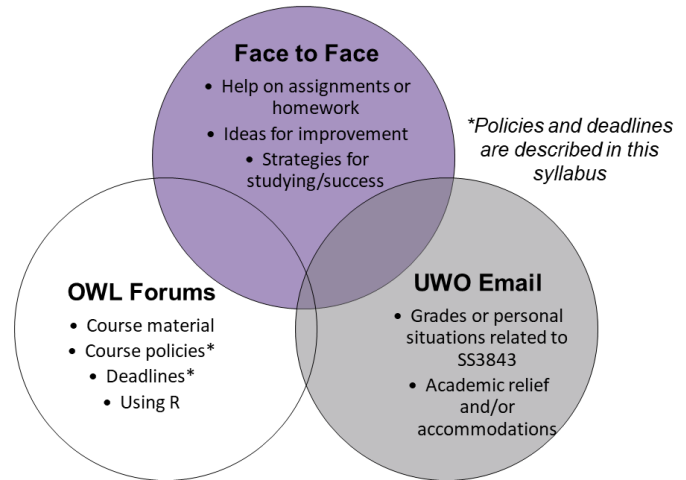 Face to Face
• Help on assignments or
homework
• Ideas for improvement
• Strategies for
studying/success
*Policies and deadlines
are described in this
syllabus
OWL Forums
• Course material
• Course policies*
• Deadlines*
• Using R
UWO Email
• Grades or personal
situations related to
SS3843
• Academic relief
and/or
accommodations